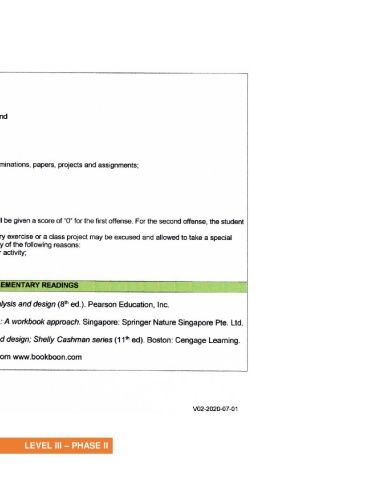 nd
minations, papers, projects and assignments;
ll be given a score of "0" for the first offense. For the second offense, the student
ry exercise or a class project may be excused and allowed to take a special
y of the following reasons:
r activity;
EMENTARY READINGS
alysis and design (8th ed.). Pearson Education, Inc.
: A workbook approach. Singapore: Springer Nature Singapore Pte. Ltd.
d design; Shelly Cashman series (11th ed). Boston: Cengage Learning.
om www.bookboon.com
V02-2020-07-01
LEVEL III – PHASE II